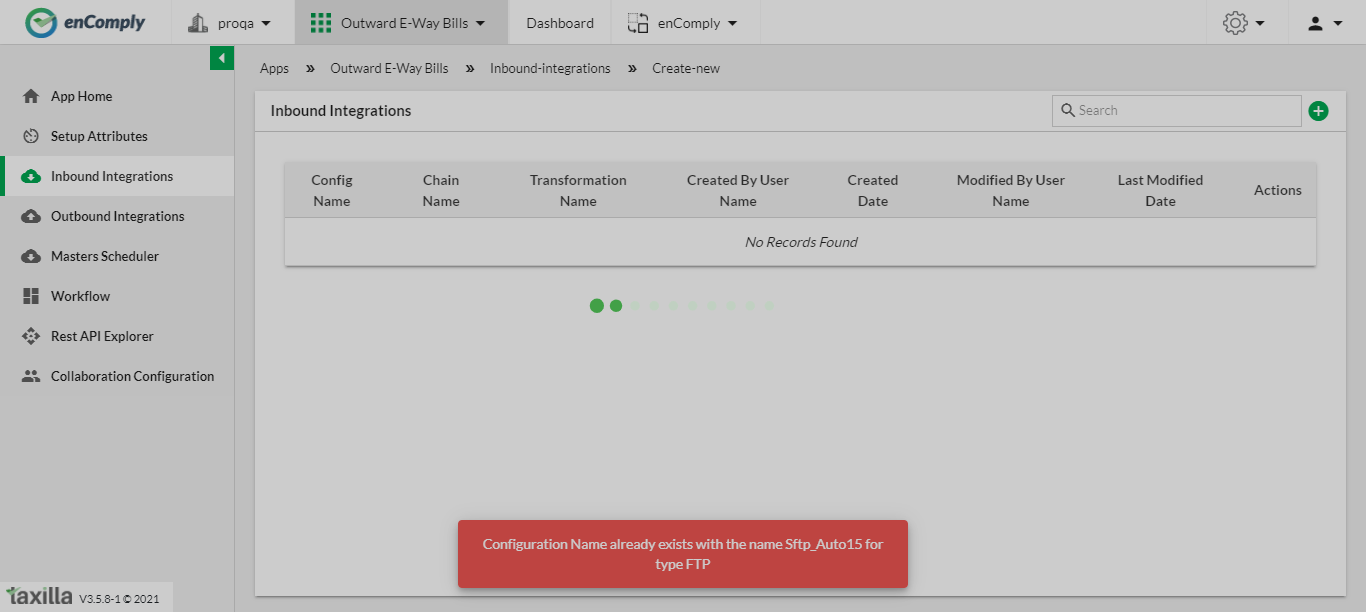 enComply
proqa
Outward E-Way Bills
Dashboard
enComply
Apps » Outward E-Way Bills » Inbound-integrations » Create-new
App Home
Setup Attributes
Inbound Integrations
Outbound Integrations
Masters Scheduler
Workflow
Rest API Explorer
Collaboration Configuration
Inbound Integrations
Search
Config
Name
Chain
Name
Transformation
Name
Created By User
Name
Created
Date
Modified By User
Name
Last Modified
Date
Actions
No Records Found
Configuration Name already exists with the name Sftp_Auto15 for
type FTP
taxilla V3.5.8-1 © 2021